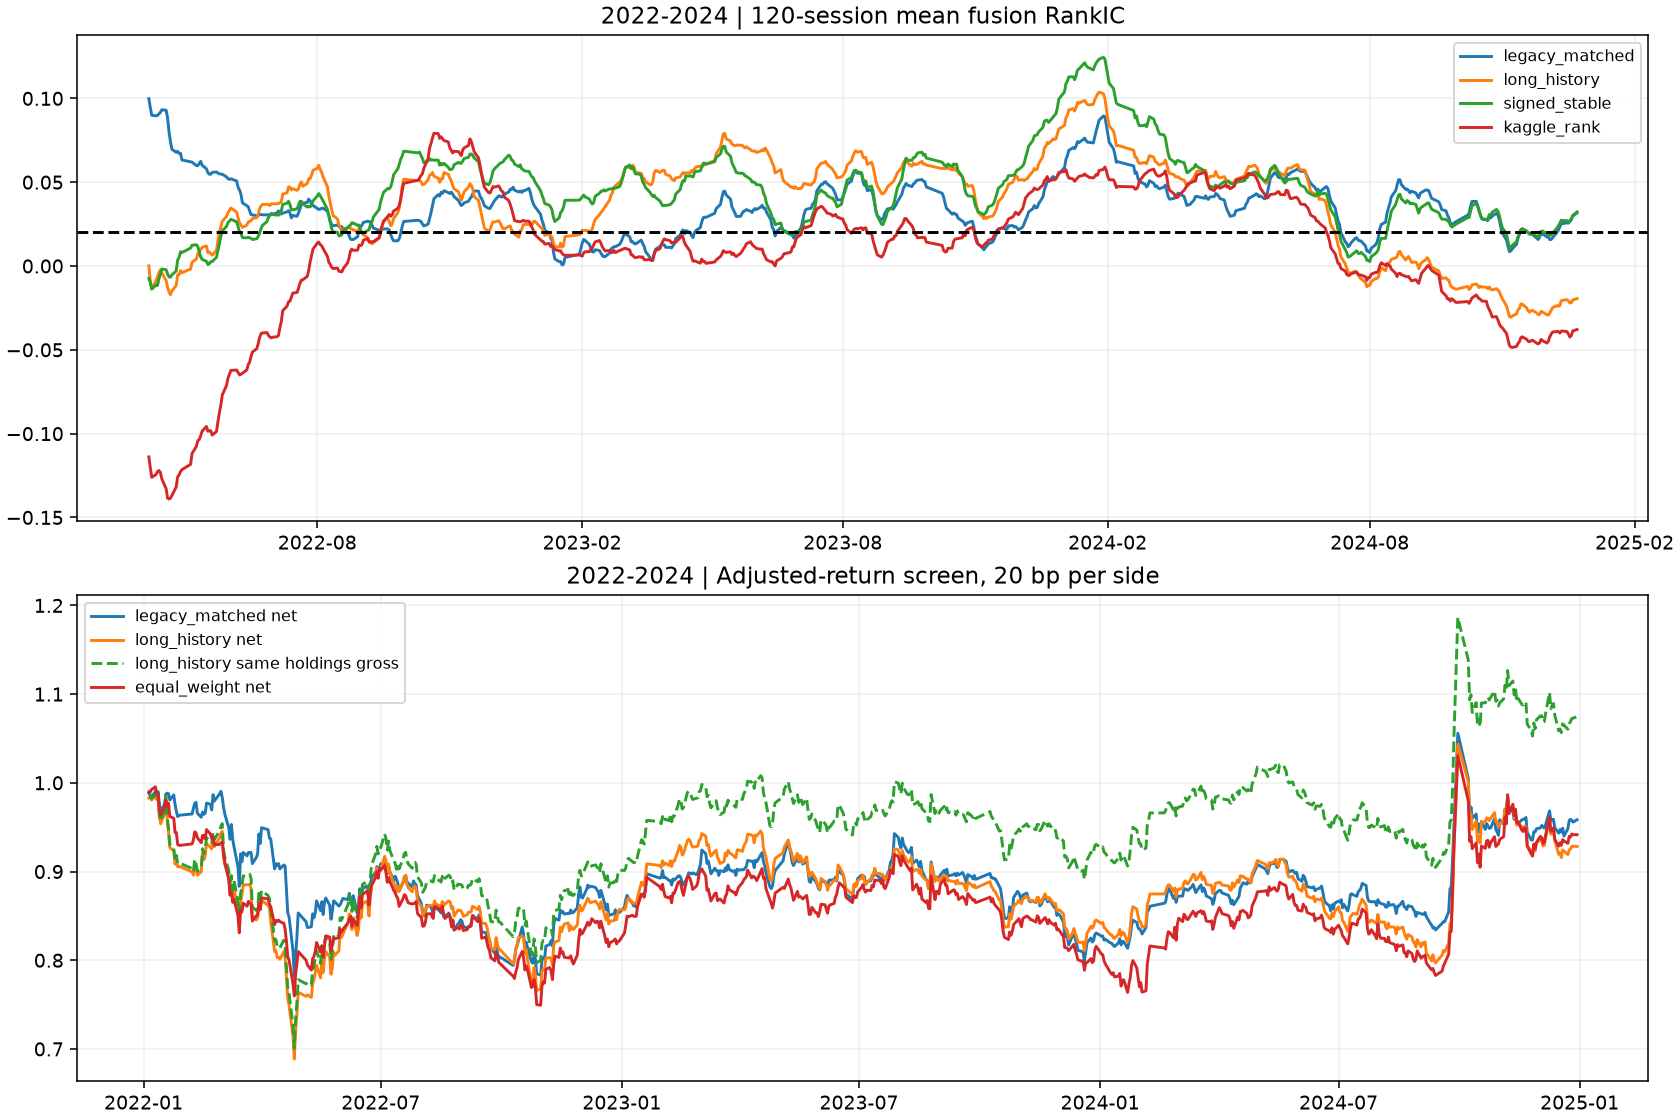 2022-2024 | 120-session mean fusion RankIC
legacy_matched
long_history
signed_stable
kaggle_rank
0.10
0.05
0.00
−0.05
−0.10
−0.15
2022-08
2023-02
2023-08
2024-02
2024-08
2025-02
2022-2024 | Adjusted-return screen, 20 bp per side
legacy_matched net
long_history net
long_history same holdings gross
equal_weight net
1.2
1.1
1.0
0.9
0.8
0.7
2022-01
2022-07
2023-01
2023-07
2024-01
2024-07
2025-01